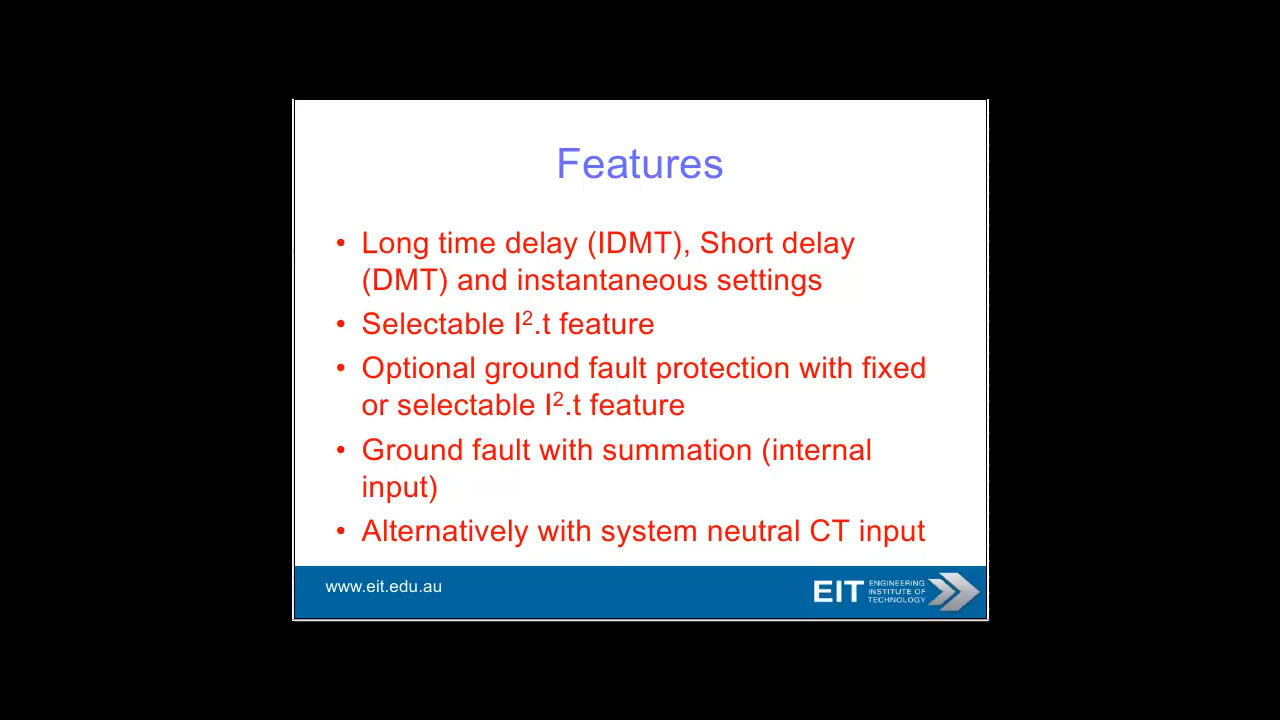 Features
• Long time delay (IDMT), Short delay
(DMT) and instantaneous settings
• Selectable I².t feature
• Optional ground fault protection with fixed
or selectable I².t feature
• Ground fault with summation (internal
input)
• Alternatively with system neutral CT input
www.eit.edu.au
EIT
ENGINEERING
INSTITUTE OF
TECHNOLOGY